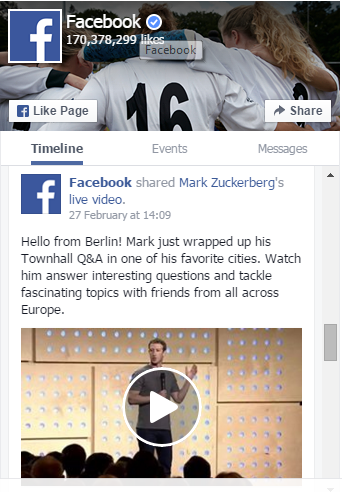 Facebook
170,378,299 likes
Facebook
16
Like Page
Share
Timeline
Events
Messages
Facebook shared Mark Zuckerberg's
live video.
27 February at 14:09
Hello from Berlin! Mark just wrapped up his
Townhall Q&A in one of his favorite cities. Watch
him answer interesting questions and tackle
fascinating topics with friends from all across
Europe.